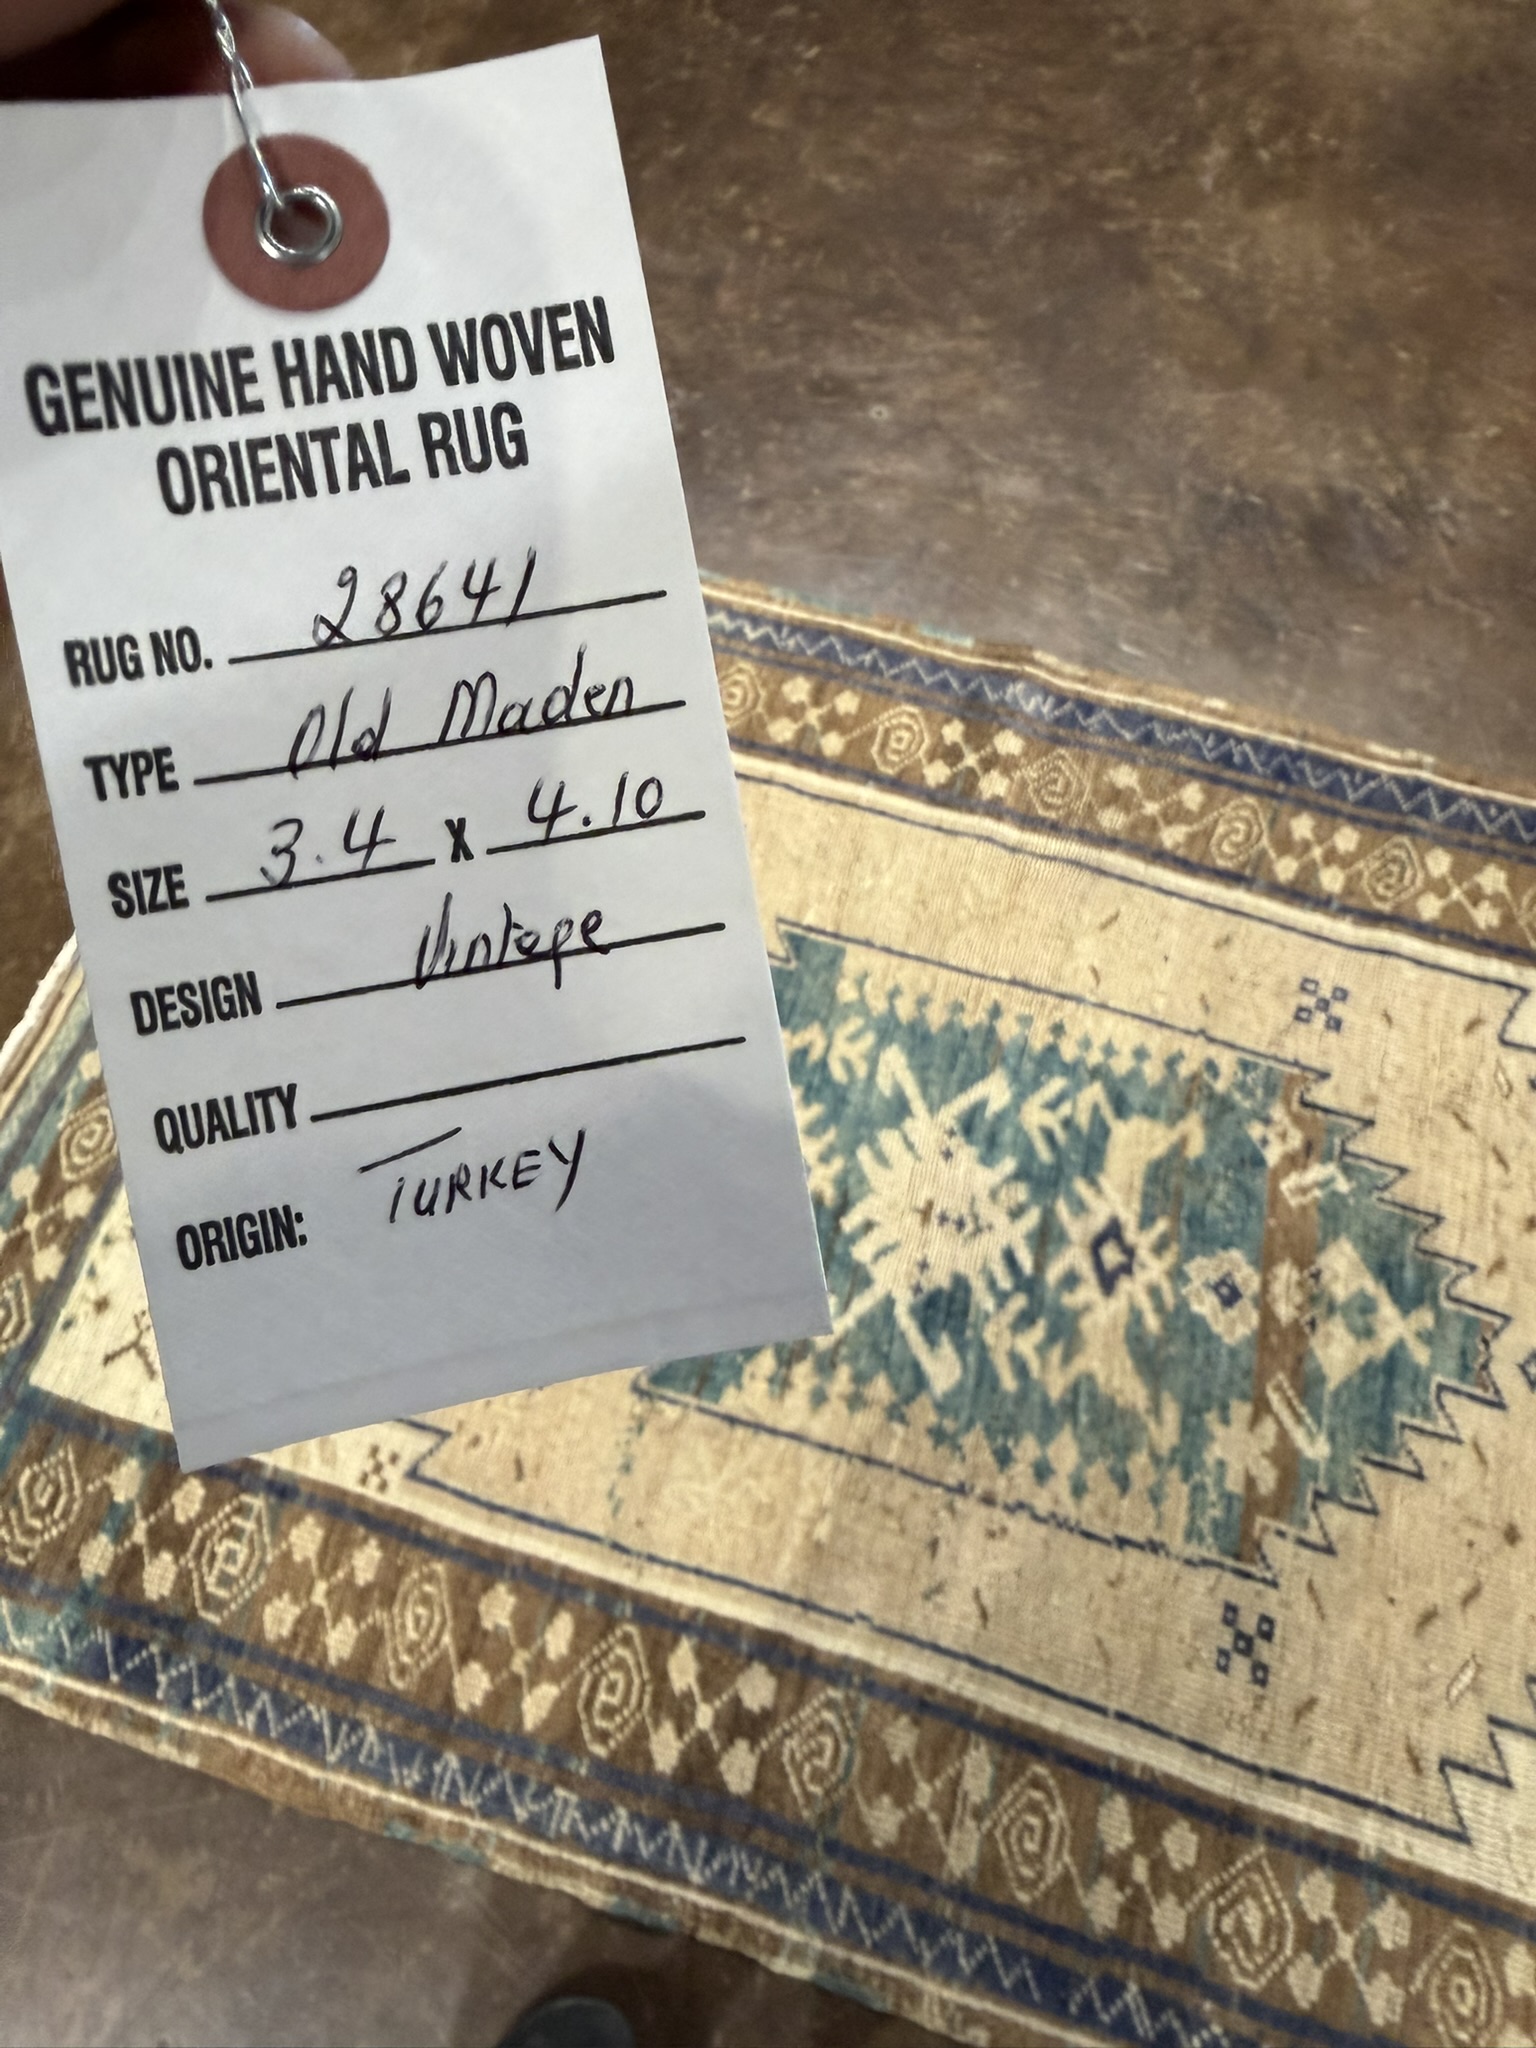 GENUINE HAND WOVEN
ORIENTAL RUG
RUG NO. 28641
TYPE Old Maden
SIZE 3.4 x 4.10
DESIGN Vintage
QUALITY
ORIGIN: TURKEY